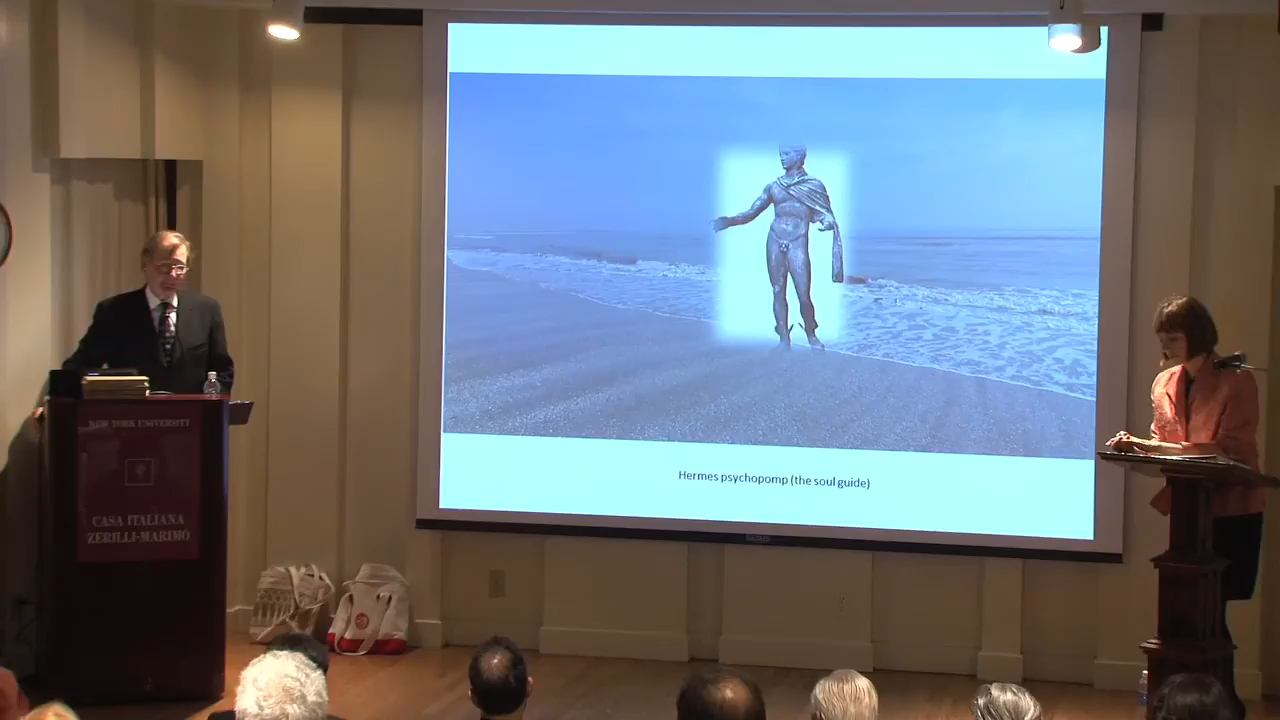 Hermes psychopomp (the soul guide)
NEW YORK UNIVERSITY
CASA ITALIANA
ZERILLI-MARIMÒ